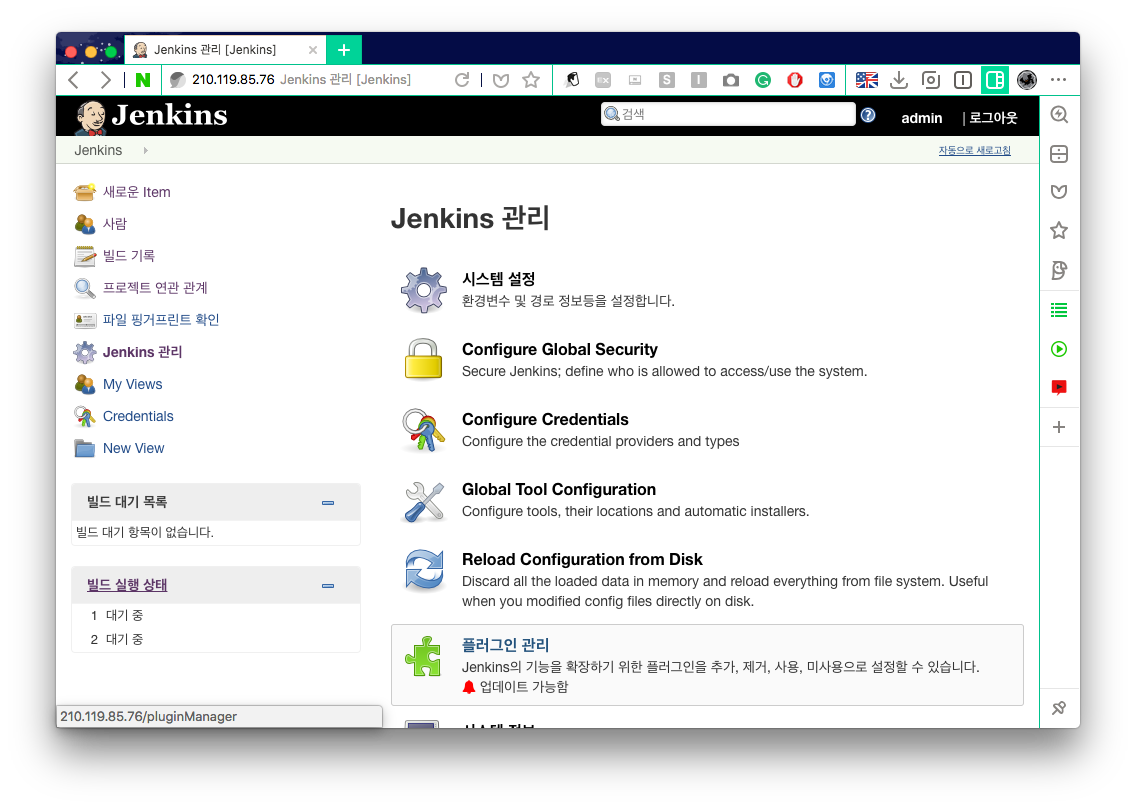 Jenkins 관리 [Jenkins]
N 210.119.85.76 Jenkins 관리 [Jenkins]
EX
S
I
G
Jenkins
검색
?
admin
| 로그아웃
Jenkins
자동으로 새로고침
새로운 Item
사람
빌드 기록
프로젝트 연관 관계
파일 핑거프린트 확인
Jenkins 관리
My Views
Credentials
New View
빌드 대기 목록
빌드 대기 항목이 없습니다.
빌드 실행 상태
1 대기 중
2 대기 중
Jenkins 관리
시스템 설정
환경변수 및 경로 정보등을 설정합니다.
Configure Global Security
Secure Jenkins; define who is allowed to access/use the system.
Configure Credentials
Configure the credential providers and types
Global Tool Configuration
Configure tools, their locations and automatic installers.
Reload Configuration from Disk
Discard all the loaded data in memory and reload everything from file system. Useful
when you modified config files directly on disk.
플러그인 관리
Jenkins의 기능을 확장하기 위한 플러그인을 추가, 제거, 사용, 미사용으로 설정할 수 있습니다.
업데이트 가능함
210.119.85.76/pluginManager